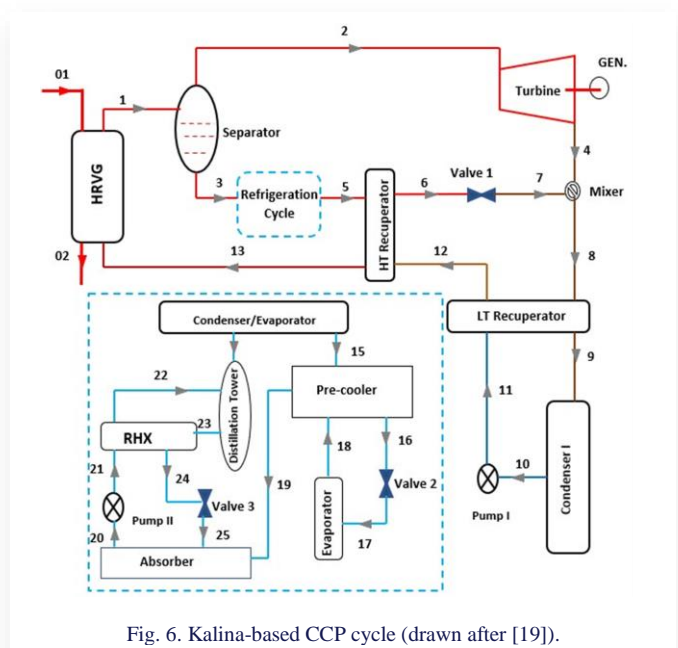 2
01
GEN.
1
Turbine
Separator
HRVG
4
3
Refrigeration
Cycle
5
HT Recuperator
6
Valve 1
7
Mixer
02
13
12
8
LT Recuperator
Condenser/Evaporator
15
9
22
Distillation Tower
Pre-cooler
11
RHX
23
18
16
Condenser I
21
24
19
Valve 2
10
Pump II
Valve 3
Evaporator
Pump I
20
25
17
Absorber
Fig. 6. Kalina-based CCP cycle (drawn after [19]).